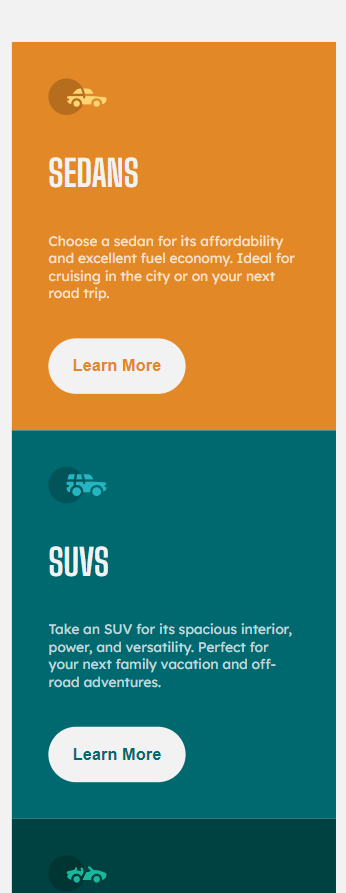 SEDANS
Choose a sedan for its affordability
and excellent fuel economy. Ideal for
cruising in the city or on your next
road trip.
Learn More
SUVS
Take an SUV for its spacious interior,
power, and versatility. Perfect for
your next family vacation and off-
road adventures.
Learn More